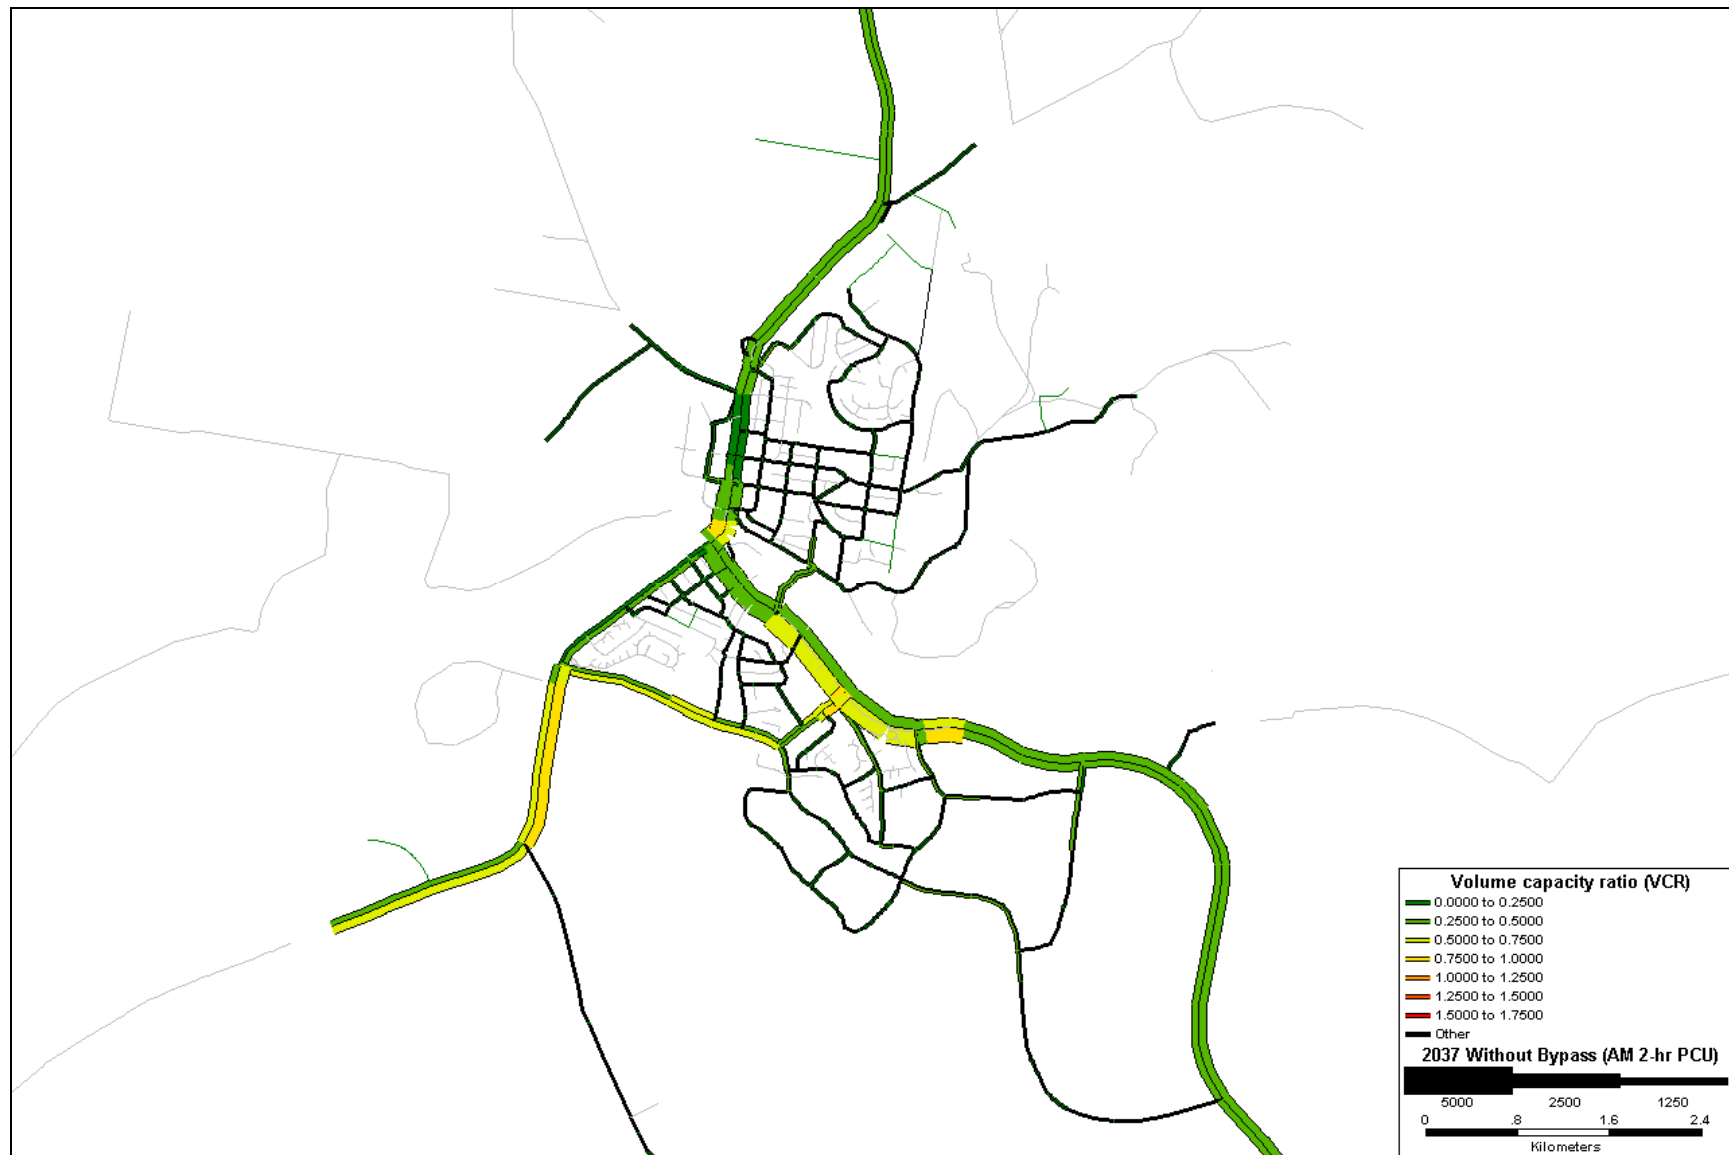 Volume capacity ratio (VCR)
0.0000 to 0.2500
0.2500 to 0.5000
0.5000 to 0.7500
0.7500 to 1.0000
1.0000 to 1.2500
1.2500 to 1.5000
1.5000 to 1.7500
Other
2037 Without Bypass (AM 2-hr PCU)
5000 2500 1250
0 .8 1.6 2.4
Kilometers